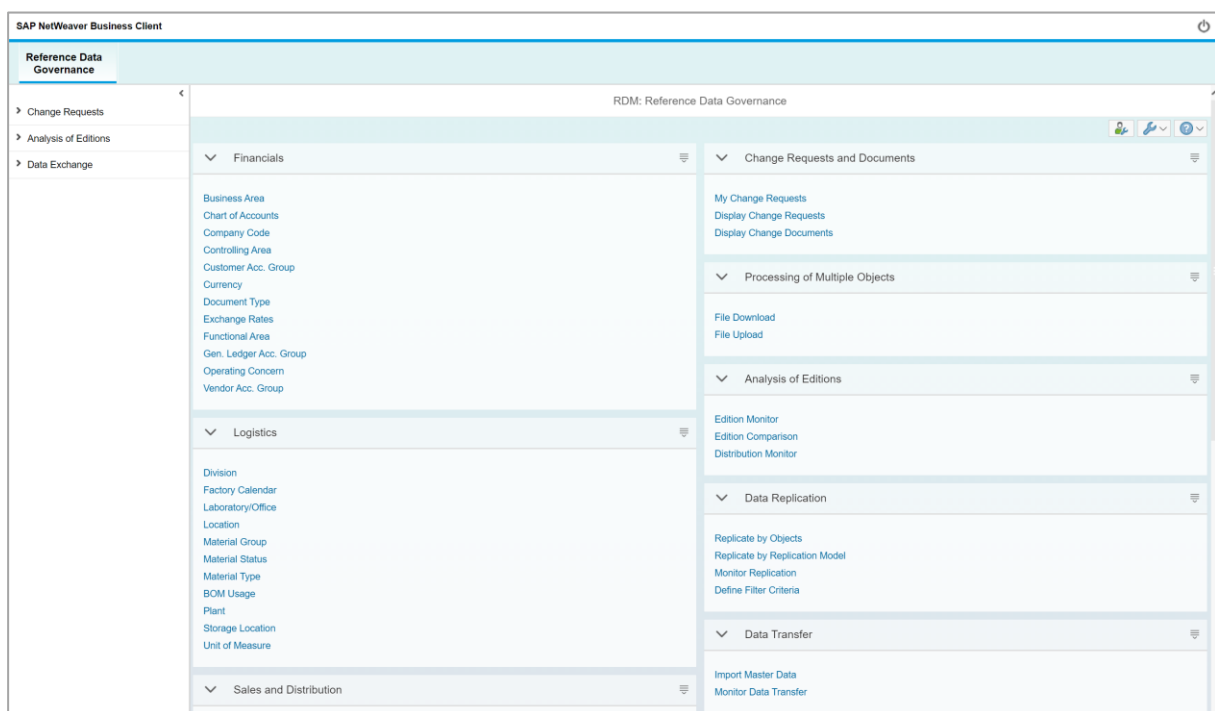 SAP NetWeaver Business Client
Reference Data
Governance
Change Requests
Analysis of Editions
Data Exchange
RDM: Reference Data Governance
Financials
Business Area
Chart of Accounts
Company Code
Controlling Area
Customer Acc. Group
Currency
Document Type
Exchange Rates
Functional Area
Gen. Ledger Acc. Group
Operating Concern
Vendor Acc. Group
Logistics
Division
Factory Calendar
Laboratory/Office
Location
Material Group
Material Status
Material Type
BOM Usage
Plant
Storage Location
Unit of Measure
Sales and Distribution
Change Requests and Documents
My Change Requests
Display Change Requests
Display Change Documents
Processing of Multiple Objects
File Download
File Upload
Analysis of Editions
Edition Monitor
Edition Comparison
Distribution Monitor
Data Replication
Replicate by Objects
Replicate by Replication Model
Monitor Replication
Define Filter Criteria
Data Transfer
Import Master Data
Monitor Data Transfer